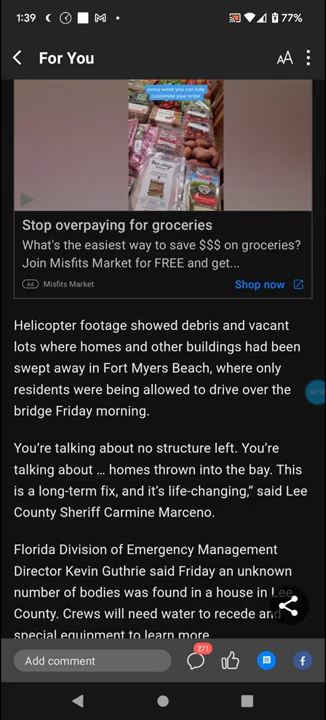 1:39
77%
For You
AA
every week you can fully
customize your order
Stop overpaying for groceries
What's the easiest way to save $$$ on groceries?
Join Misfits Market for FREE and get...
Ad Misfits Market
Shop now
Helicopter footage showed debris and vacant
lots where homes and other buildings had been
swept away in Fort Myers Beach, where only
residents were being allowed to drive over the
bridge Friday morning.
You’re talking about no structure left. You’re
talking about … homes thrown into the bay. This
is a long-term fix, and it’s life-changing,” said Lee
County Sheriff Carmine Marceno.
Florida Division of Emergency Management
Director Kevin Guthrie said Friday an unknown
number of bodies was found in a house in Lee
County. Crews will need water to recede and
special equipment to learn more
Add comment
271